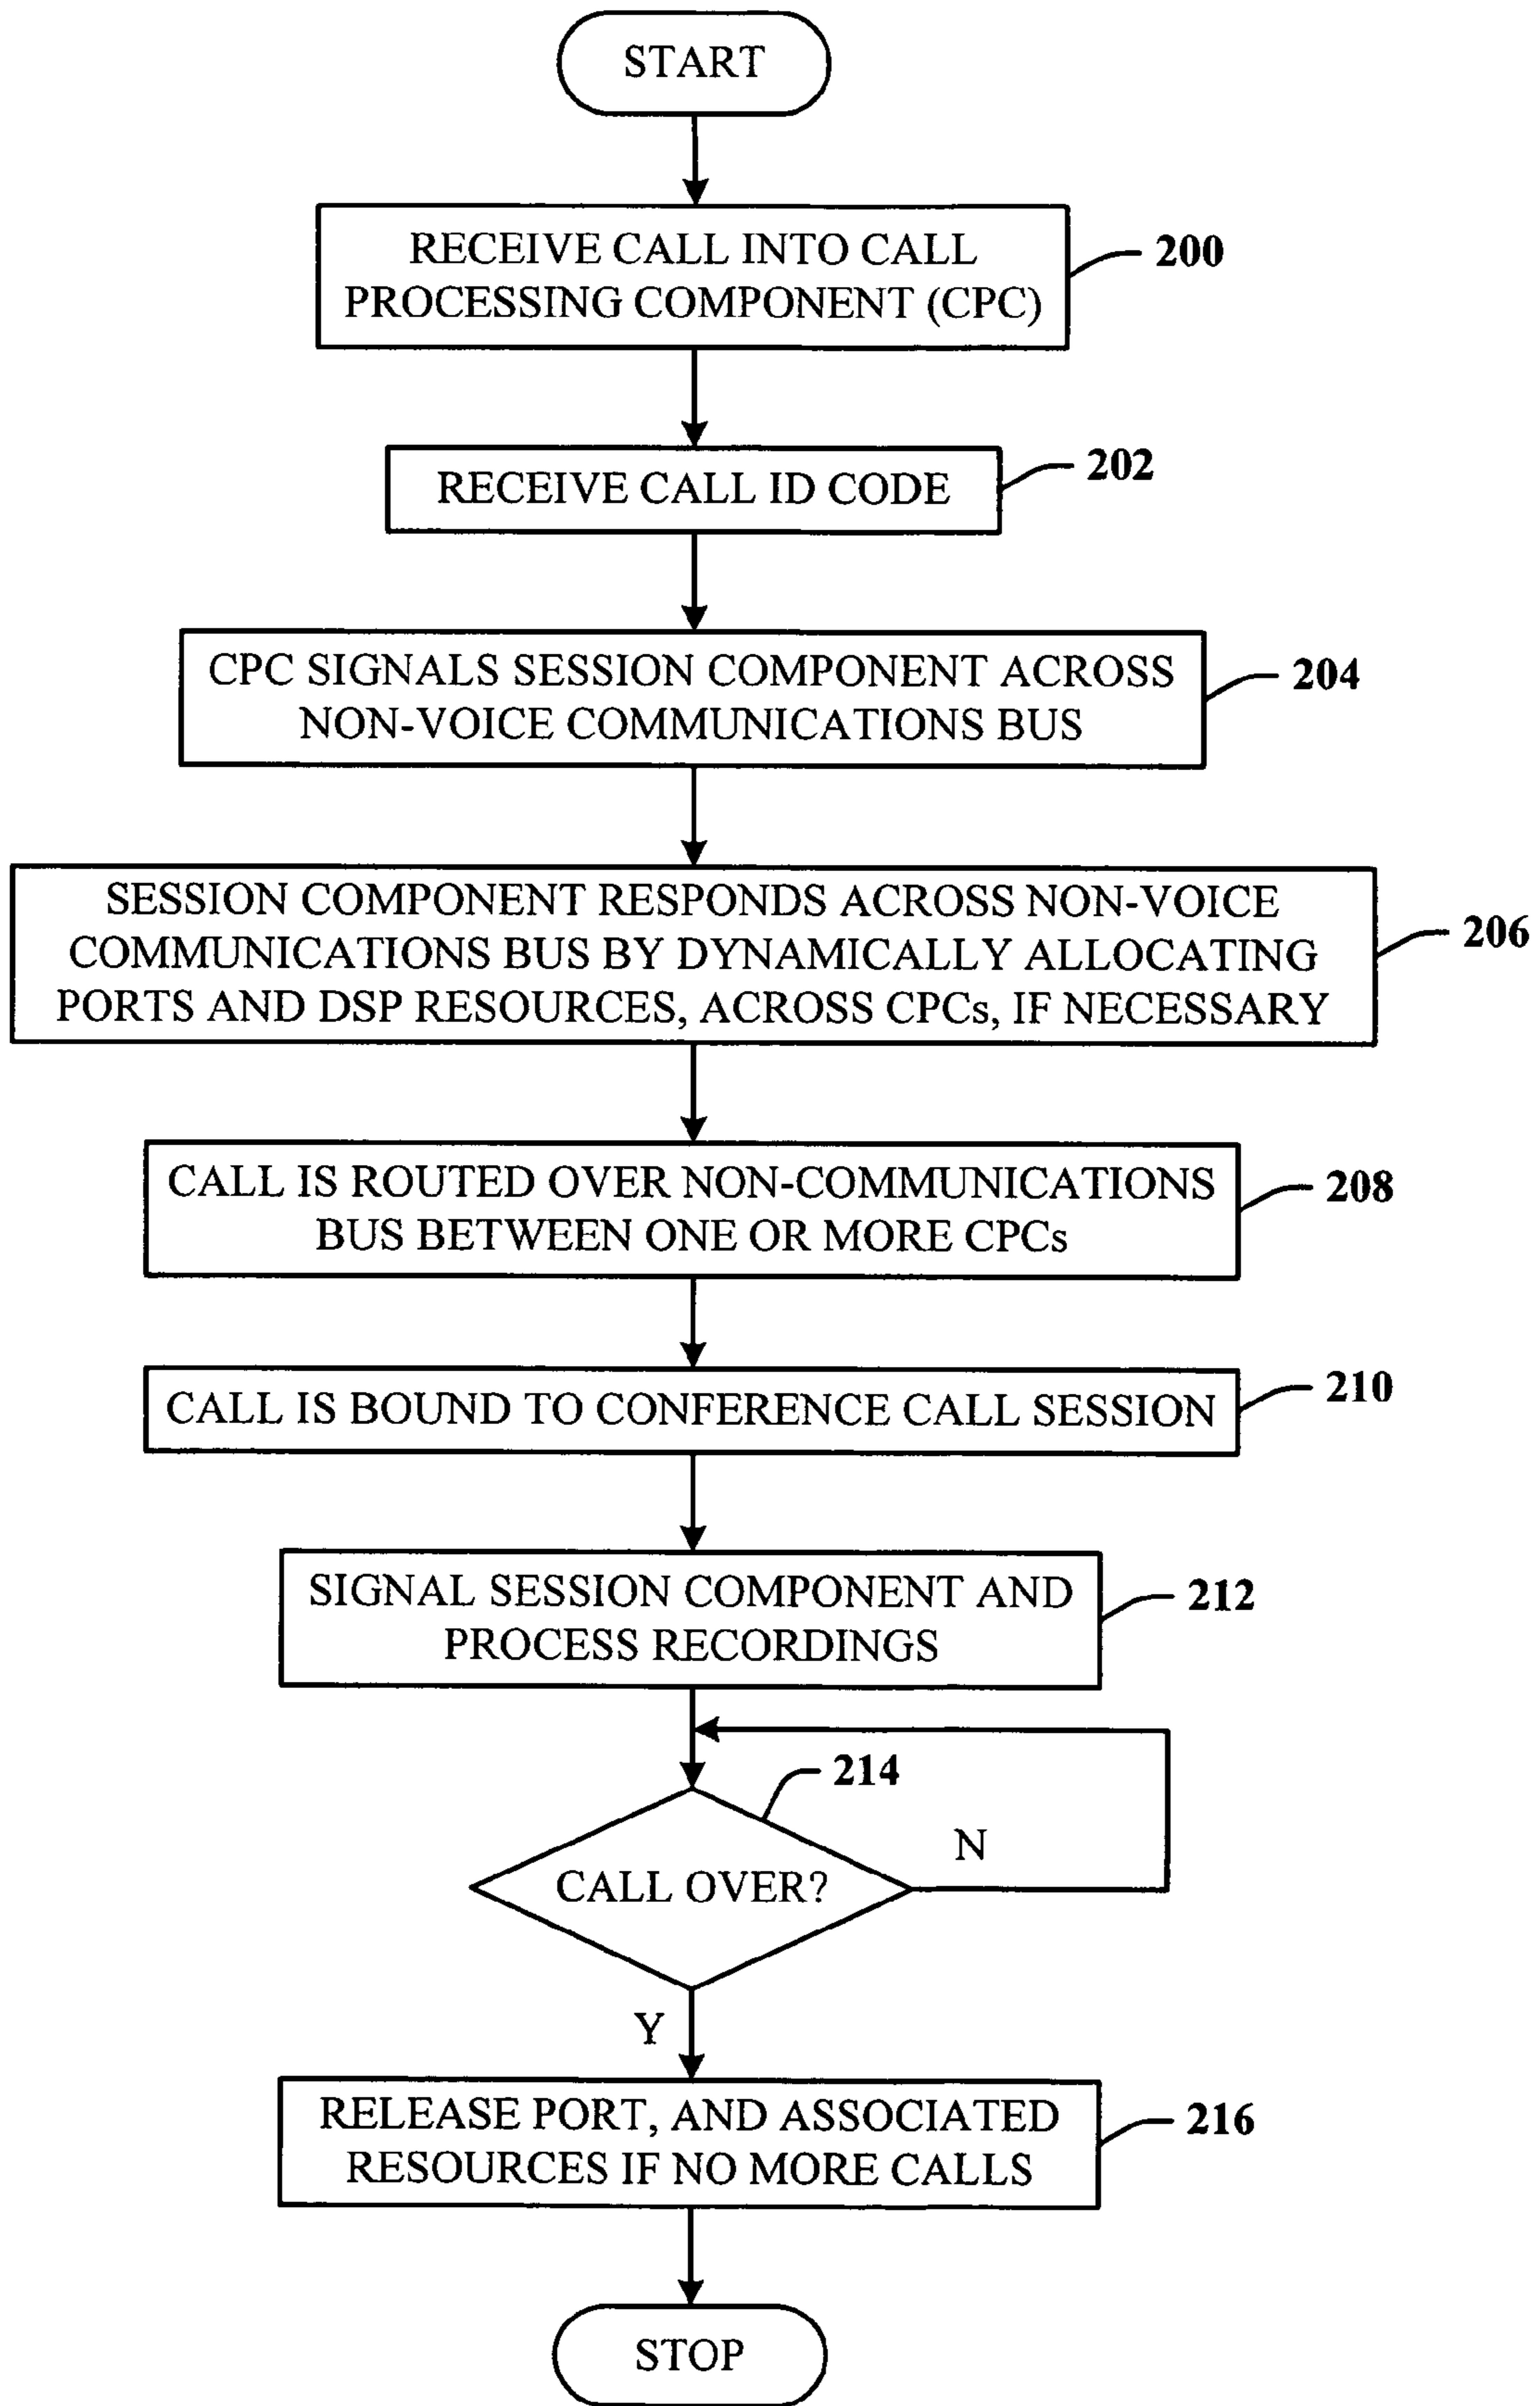 START
RECEIVE CALL INTO CALL
PROCESSING COMPONENT (CPC)
200
RECEIVE CALL ID CODE
202
CPC SIGNALS SESSION COMPONENT ACROSS
NON-VOICE COMMUNICATIONS BUS
204
SESSION COMPONENT RESPONDS ACROSS NON-VOICE
COMMUNICATIONS BUS BY DYNAMICALLY ALLOCATING
PORTS AND DSP RESOURCES, ACROSS CPCs, IF NECESSARY
206
CALL IS ROUTED OVER NON-COMMUNICATIONS
BUS BETWEEN ONE OR MORE CPCs
208
CALL IS BOUND TO CONFERENCE CALL SESSION
210
SIGNAL SESSION COMPONENT AND
PROCESS RECORDINGS
212
214
CALL OVER?
N
Y
RELEASE PORT, AND ASSOCIATED
RESOURCES IF NO MORE CALLS
216
STOP